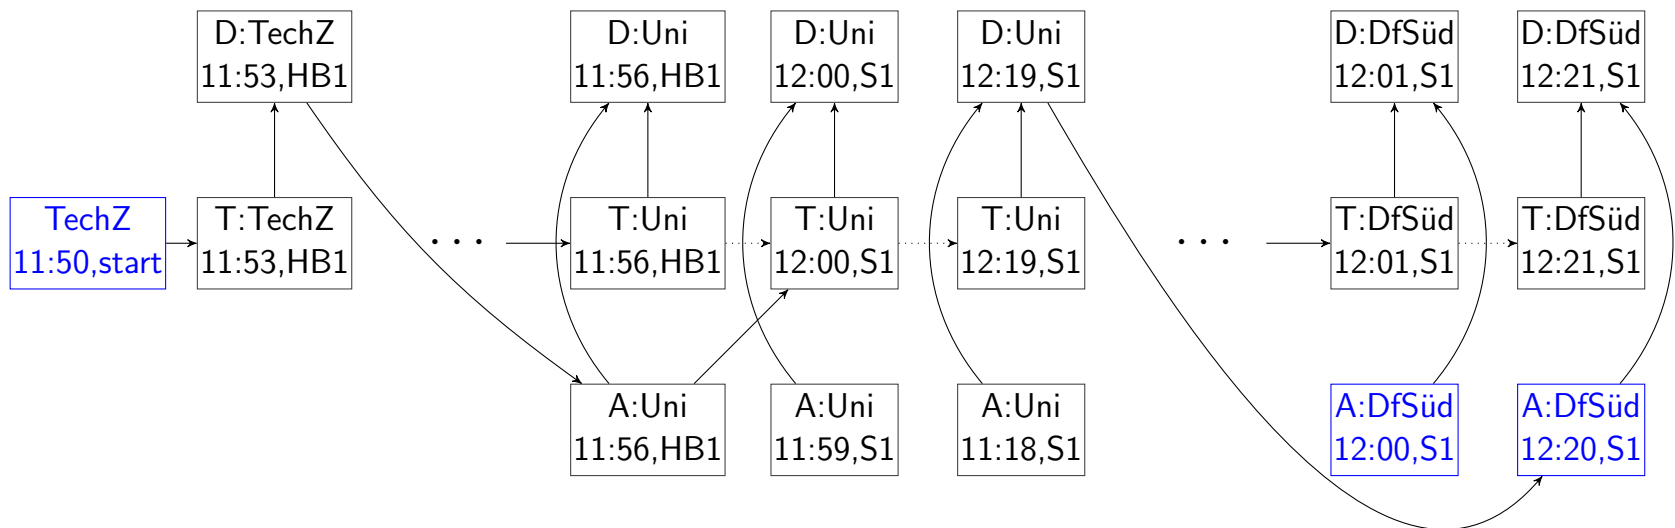 D:TechZ
11:53,HB1
D:Uni
11:56,HB1
D:Uni
12:00,S1
D:Uni
12:19,S1
D:DfSüd
12:01,S1
D:DfSüd
12:21,S1
TechZ
11:50,start
T:TechZ
11:53,HB1
...
T:Uni
11:56,HB1
T:Uni
12:00,S1
T:Uni
12:19,S1
...
T:DfSüd
12:01,S1
T:DfSüd
12:21,S1
A:Uni
11:56,HB1
A:Uni
11:59,S1
A:Uni
11:18,S1
A:DfSüd
12:00,S1
A:DfSüd
12:20,S1